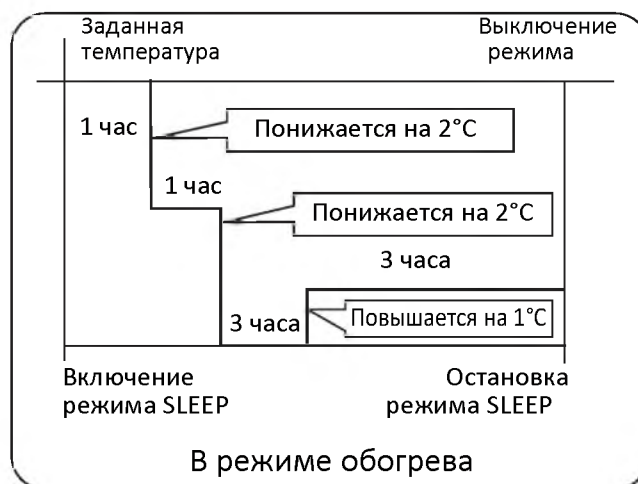 Заданная
температура
Выключение
режима
1 час
Понижается на 2°С
1 час
Понижается на 2°С
3 часа
3 часа
Повышается на 1°С
Включение
режима SLEEP
Остановка
режима SLEEP
В режиме обогрева